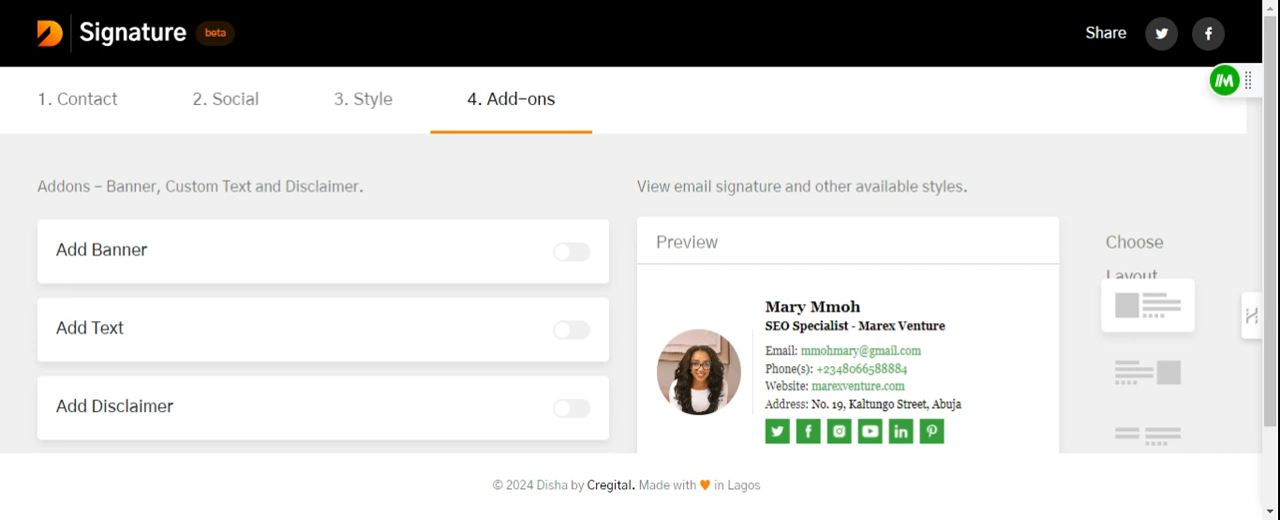 Signature beta
Share
1. Contact
2. Social
3. Style
4. Add-ons
Addons - Banner, Custom Text and Disclaimer.
Add Banner
Add Text
Add Disclaimer
View email signature and other available styles.
Preview
Mary Mmoh
SEO Specialist - Marex Venture
Email: mmohmary@gmail.com
Phone(s): +2348066588884
Website: marexventure.com
Address: No. 19, Kaltungo Street, Abuja
Choose
Layout
© 2024 Disha by Cregital. Made with 🧡 in Lagos